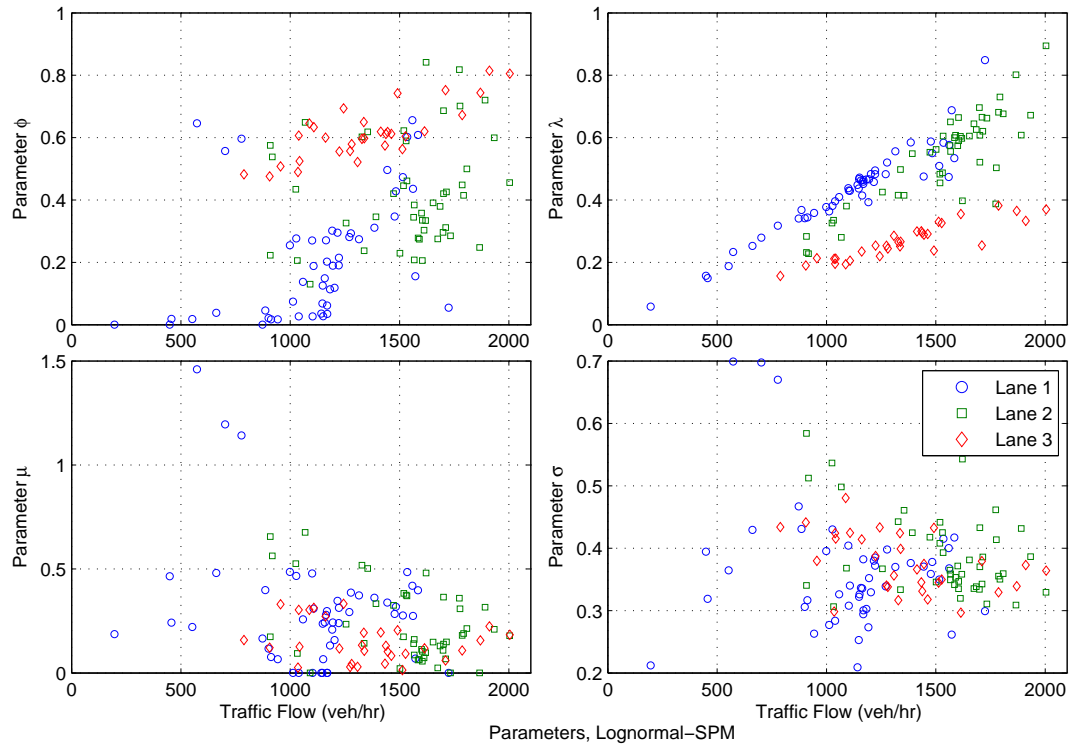 1
0.8
0.6
0.4
0.2
0
0 500 1000 1500 2000
Parameter ϕ
1
0.8
0.6
0.4
0.2
0
0 500 1000 1500 2000
Parameter λ
1.5
1
0.5
0
0 500 1000 1500 2000
Parameter μ
Traffic Flow (veh/hr)
0.7
0.6
0.5
0.4
0.3
0.2
0 500 1000 1500 2000
Parameter σ
Traffic Flow (veh/hr)
Lane 1
Lane 2
Lane 3
Parameters, Lognormal−SPM